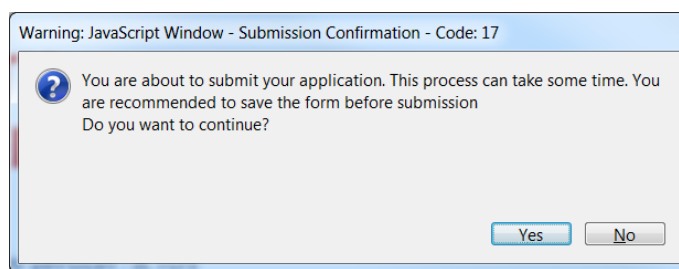 Warning: JavaScript Window - Submission Confirmation - Code: 17
You are about to submit your application. This process can take some time. You
are recommended to save the form before submission
Do you want to continue?
Yes
No